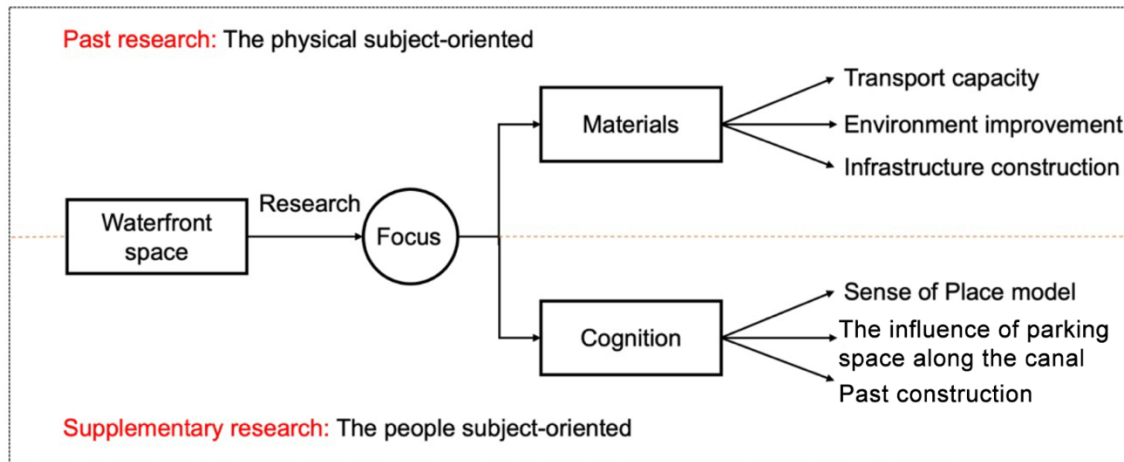 Past research: The physical subject-oriented
Transport capacity
Materials
Environment improvement
Infrastructure construction
Research
Waterfront
space
Focus
Sense of Place model
Cognition
The influence of parking
space along the canal
Past construction
Supplementary research: The people subject-oriented